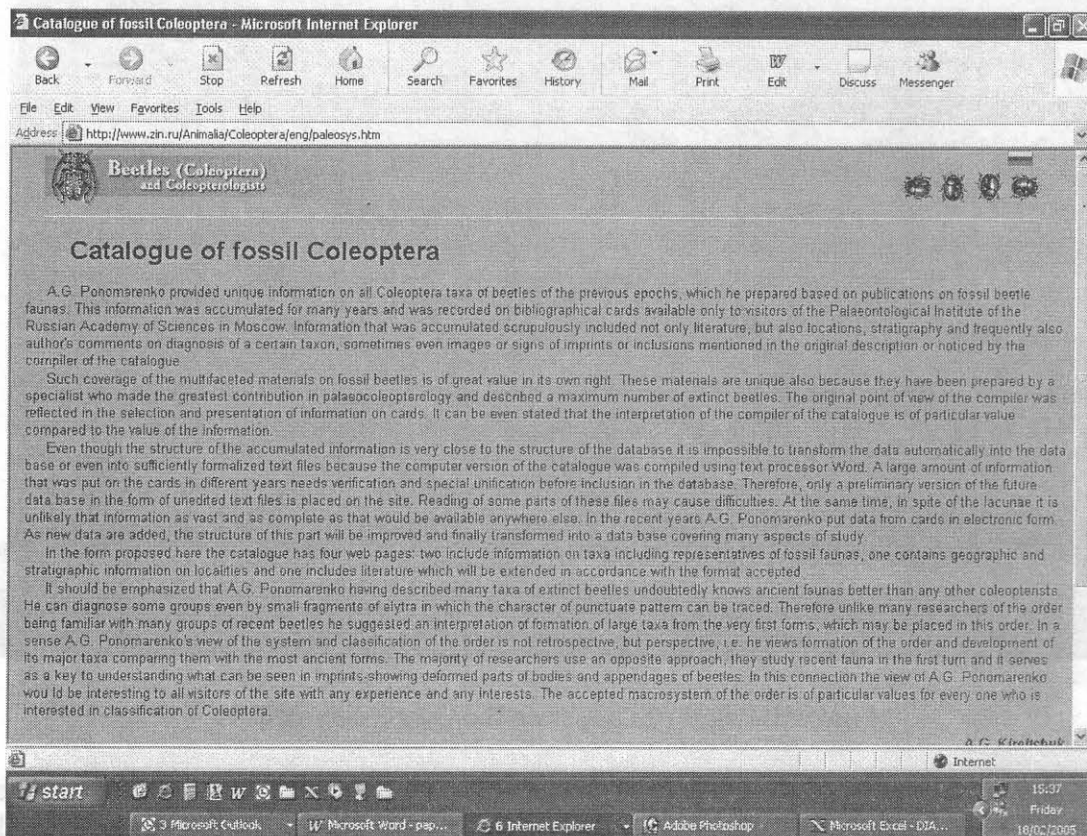 Catalogue of fossil Coleoptera - Microsoft Internet Explorer
Back Forward Stop Refresh Home Search Favorites History Mail Print Edit Discuss Messenger
File Edit View Favorites Tools Help
Address http://www.zin.ru/Animalia/Coleoptera/eng/paleosys.htm
Beetles (Coleoptera)
and Coleopterologists
Catalogue of fossil Coleoptera
A.G. Ponomarenko provided unique information on all Coleoptera taxa of beetles of the previous epochs, which he prepared based on publications on fossil beetle
faunas. This information was accumulated for many years and was recorded on bibliographical cards available only to visitors of the Palaeontological Institute of the
Russian Academy of Sciences in Moscow. Information that was accumulated scrupulously included not only literature, but also locations, stratigraphy and frequently also
author's comments on diagnosis of a certain taxon, sometimes even images or signs of imprints or inclusions mentioned in the original description or noticed by the
compiler of the catalogue.
Such coverage of the multifaceted materials on fossil beetles is of great value in its own right. These materials are unique also because they have been prepared by a
specialist who made the greatest contribution in palaeocoleopterology and described a maximum number of extinct beetles. The original point of view of the compiler was
reflected in the selection and presentation of information on cards. It can be even stated that the interpretation of the compiler of the catalogue is of particular value
compared to the value of the information.
Even though the structure of the accumulated information is very close to the structure of the database it is impossible to transform the data automatically into the data
base or even into sufficiently formalized text files because the computer version of the catalogue was compiled using text processor Word. A large amount of information
that was put on the cards in different years needs verification and special unification before inclusion in the database. Therefore, only a preliminary version of the future
data base in the form of unedited text files is placed on the site. Reading of some parts of these files may cause difficulties. At the same time, in spite of the lacunae it is
unlikely that information as vast and as complete as that would be available anywhere else. In the recent years A.G. Ponomarenko put data from cards in electronic form.
As new data are added, the structure of this part will be improved and finally transformed into a data base covering many aspects of study.
In the form proposed here the catalogue has four web pages: two include information on taxa including representatives of fossil faunas, one contains geographic and
stratigraphic information on localities and one includes literature which will be extended in accordance with the format accepted.
It should be emphasized that A.G. Ponomarenko having described many taxa of extinct beetles undoubtedly knows ancient faunas better than any other coleopterists.
He can diagnose some groups even by small fragments of elytra in which the character of punctuate pattern can be traced. Therefore unlike many researchers of the order
being familiar with many groups of recent beetles he suggested an interpretation of formation of large taxa from the very first forms, which may be placed in this order. In a
sense A.G. Ponomarenko's view of the system and classification of the order is not retrospective, but perspective, i.e. he views formation of the order and development of
its major taxa comparing them with the most ancient forms. The majority of researchers use an opposite approach, they study recent fauna in the first turn and it serves
as a key to understanding what can be seen in imprints-showing deformed parts of bodies and appendages of beetles. In this connection the view of A.G. Ponomarenko
would be interesting to all visitors of the site with any experience and any interests. The accepted macrosystem of the order is of particular values for every one who is
interested in classification of Coleoptera.
A.G. Kirejtshuk
Internet
start 15:37
Friday
3 Microsoft Outlook Microsoft Word - pap... 6 Internet Explorer Adobe Photoshop Microsoft Excel - DIA... 18/02/2005